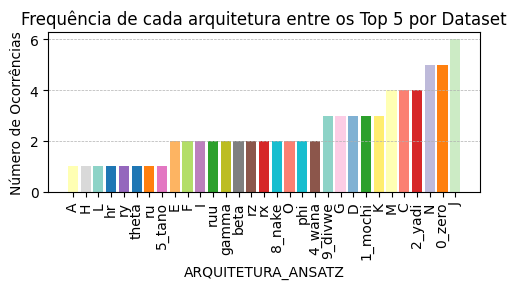 Frequência de cada arquitetura entre os Top 5 por Dataset
Número de Ocorrências
6
4
2
0
A
H
L
hr
ry
theta
ru
5_tano
E
F
I
ruu
gamma
beta
rz
rx
8_nake
O
phi
4_wana
9_divwe
G
D
1_mochi
K
M
C
2_yadi
N
0_zero
J
ARQUITETURA_ANSATZ